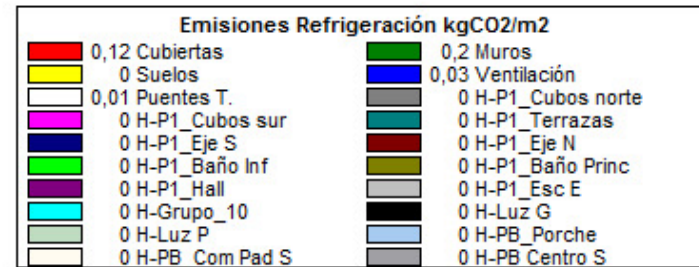 Emisiones Refrigeración kgCO2/m2
0,12 Cubiertas 0,2 Muros
0 Suelos 0,03 Ventilación
0,01 Puentes T. 0 H-P1_Cubos norte
0 H-P1_Cubos sur 0 H-P1_Terrazas
0 H-P1_Eje S 0 H-P1_Eje N
0 H-P1_Baño Inf 0 H-P1_Baño Princ
0 H-P1_Hall 0 H-P1_Esc E
0 H-Grupo_10 0 H-Luz G
0 H-Luz P 0 H-PB_Porche
0 H-PB_Com Pad S 0 H-PB Centro S